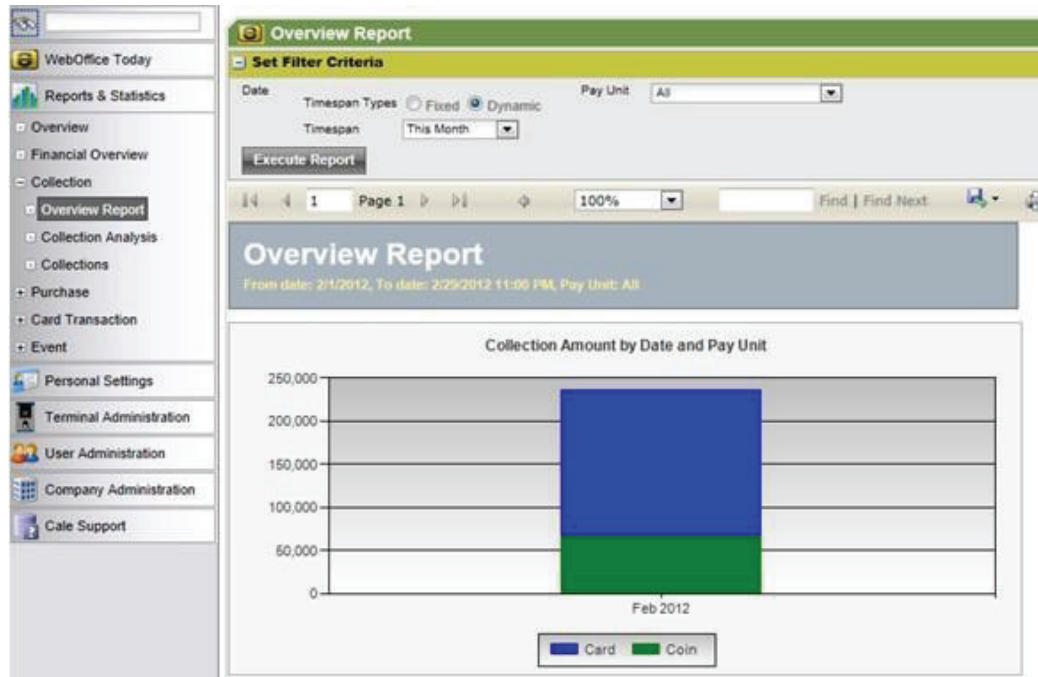 WebOffice Today
Reports & Statistics
Overview
Financial Overview
Collection
Overview Report
Collection Analysis
Collections
Purchase
Card Transaction
Event
Personal Settings
Terminal Administration
User Administration
Company Administration
Cale Support
Overview Report
Set Filter Criteria
Date
Timespan Types Fixed Dynamic
Pay Unit All
Timespan This Month
Execute Report
1 Page 1 100% Find | Find Next
Overview Report
From date: 2/1/2012, To date: 2/29/2012 11:00 PM, Pay Unit: All
Collection Amount by Date and Pay Unit
250,000
200,000
150,000
100,000
50,000
0
Feb 2012
Card Coin